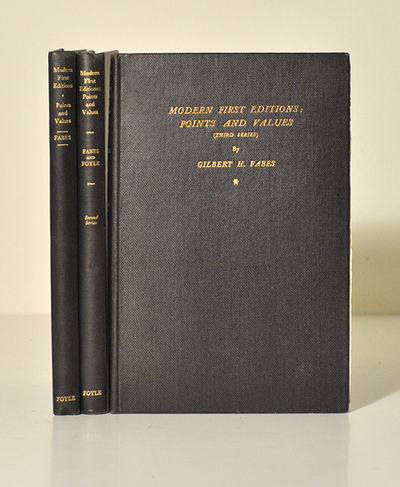 Modern
First
Editions
Points
and
Values
FABES
FOYLE
Modern
First
Editions:
Points
and
Values
FABES
AND
FOYLE
Second
Series
FOYLE
MODERN FIRST EDITIONS:
POINTS AND VALUES
(THIRD SERIES)
By
GILBERT H. FABES